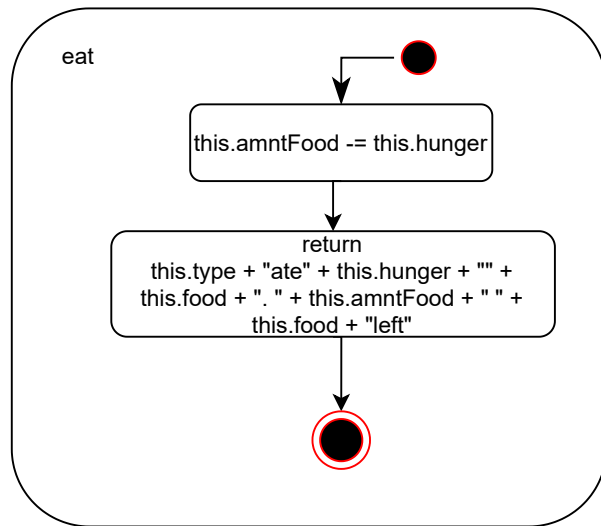 eat
this.amntFood -= this.hunger
return
this.type + "ate" + this.hunger + "" +
this.food + ". " + this.amntFood + " " +
this.food + "left"